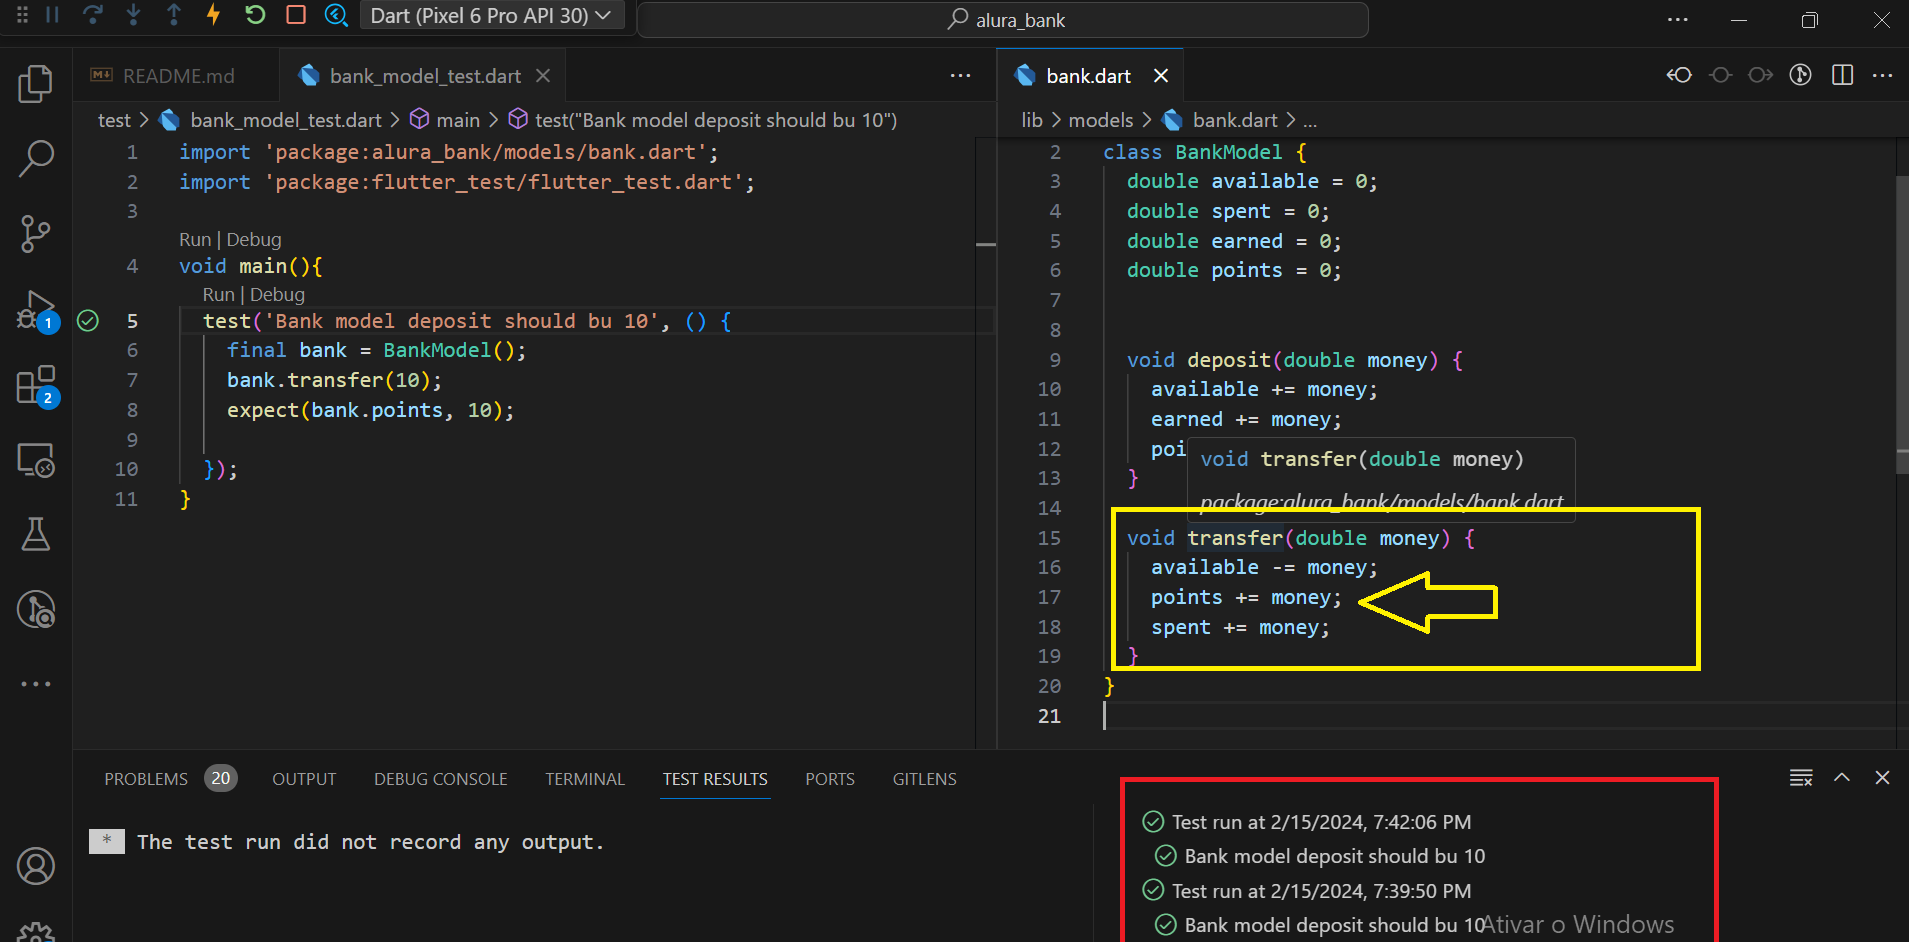 Dart (Pixel 6 Pro API 30)
alura_bank
README.md
bank_model_test.dart
test > bank_model_test.dart > main > test("Bank model deposit should bu 10")
1 import 'package:alura_bank/models/bank.dart';
2 import 'package:flutter_test/flutter_test.dart';
3
Run | Debug
4 void main(){
Run | Debug
5 test('Bank model deposit should bu 10', () {
6 final bank = BankModel();
7 bank.transfer(10);
8 expect(bank.points, 10);
9
10 });
11 }
bank.dart
lib > models > bank.dart > ...
2 class BankModel {
3 double available = 0;
4 double spent = 0;
5 double earned = 0;
6 double points = 0;
7
8
9 void deposit(double money) {
10 available += money;
11 earned += money;
12 poi
void transfer(double money)
package:alura_bank/models/bank.dart
13 }
14
15 void transfer(double money) {
16 available -= money;
17 points += money;
18 spent += money;
19 }
20 }
21
1
2
PROBLEMS 20 OUTPUT DEBUG CONSOLE TERMINAL TEST RESULTS PORTS GITLENS
* The test run did not record any output.
Test run at 2/15/2024, 7:42:06 PM
Bank model deposit should bu 10
Test run at 2/15/2024, 7:39:50 PM
Bank model deposit should bu 10
Ativar o Windows